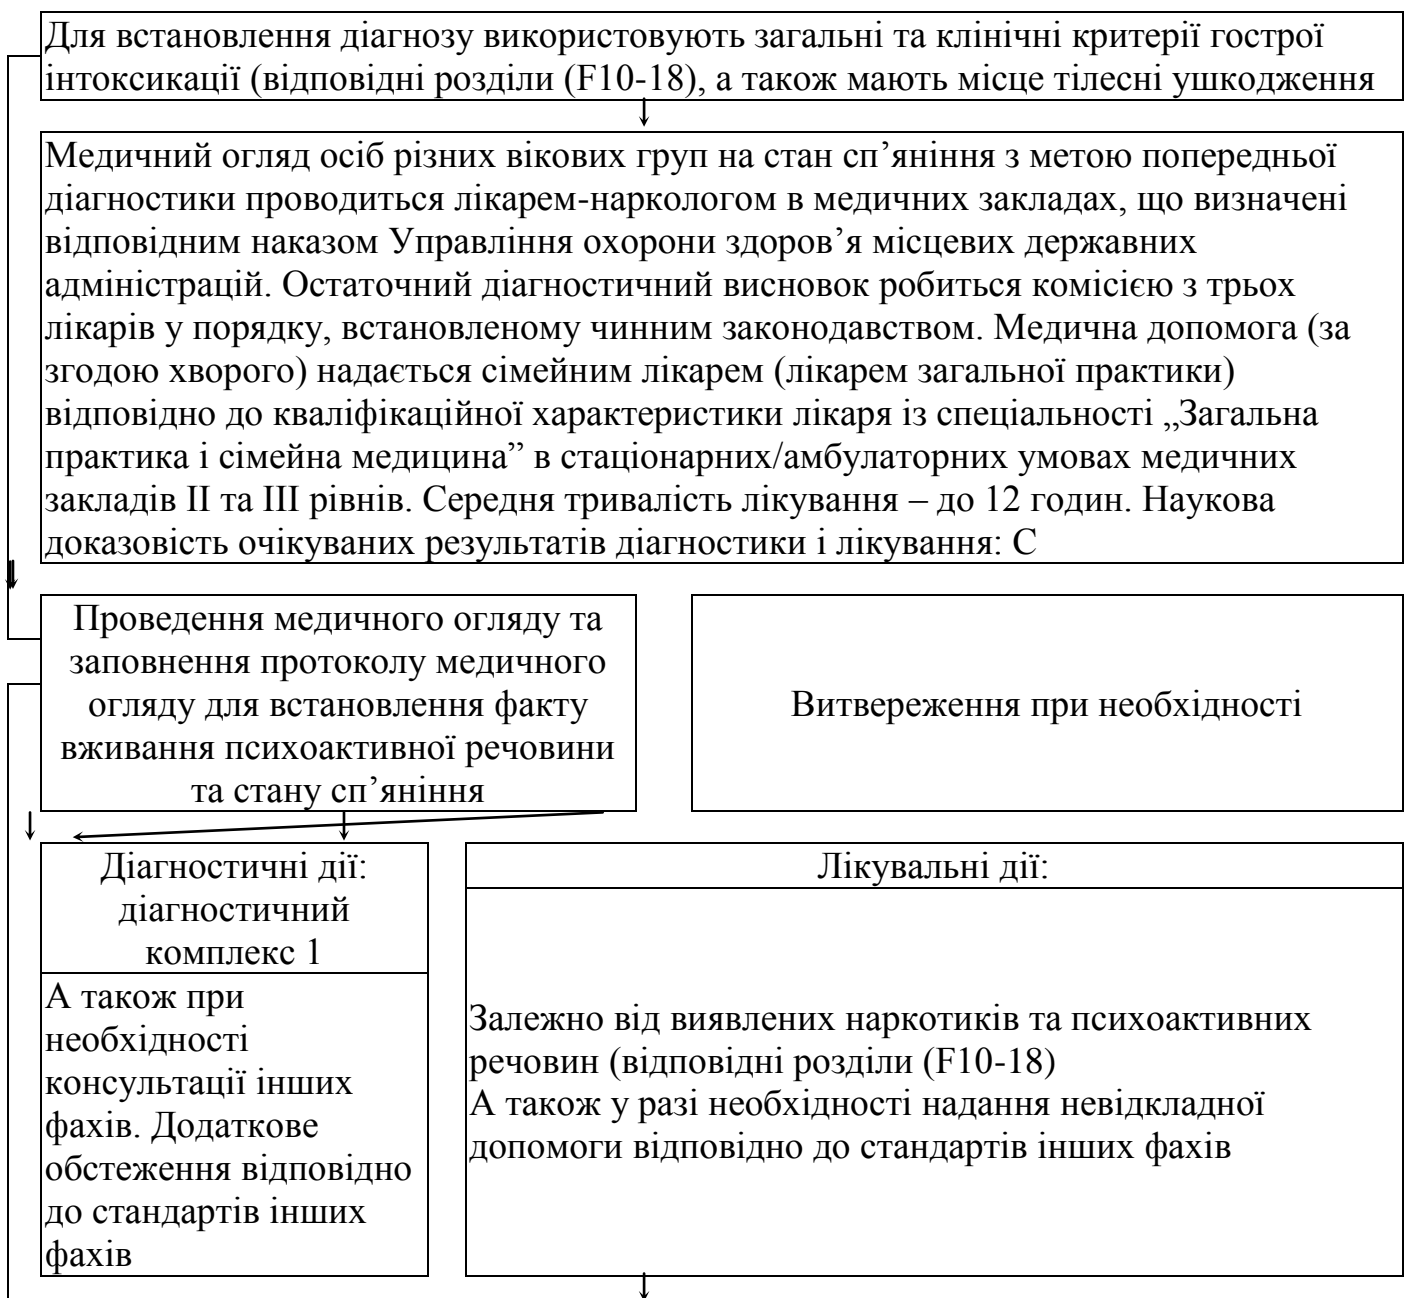 Для встановлення діагнозу використовують загальні та клінічні критерії гострої
інтоксикації (відповідні розділи (F10-18), а також мають місце тілесні ушкодження
Медичний огляд осіб різних вікових груп на стан сп’яніння з метою попередньої
діагностики проводиться лікарем-наркологом в медичних закладах, що визначені
відповідним наказом Управління охорони здоров’я місцевих державних
адміністрацій. Остаточний діагностичний висновок робиться комісією з трьох
лікарів у порядку, встановленому чинним законодавством. Медична допомога (за
згодою хворого) надається сімейним лікарем (лікарем загальної практики)
відповідно до кваліфікаційної характеристики лікаря із спеціальності „Загальна
практика і сімейна медицина” в стаціонарних/амбулаторних умовах медичних
закладів ІІ та ІІІ рівнів. Середня тривалість лікування – до 12 годин. Наукова
доказовість очікуваних результатів діагностики і лікування: С
Проведення медичного огляду та
заповнення протоколу медичного
огляду для встановлення факту
вживання психоактивної речовини
та стану сп’яніння
Витвереження при необхідності
Діагностичні дії:
діагностичний
комплекс 1
А також при
необхідності
консультації інших
фахів. Додаткове
обстеження відповідно
до стандартів інших
фахів
Лікувальні дії:
Залежно від виявлених наркотиків та психоактивних
речовин (відповідні розділи (F10-18)
А також у разі необхідності надання невідкладної
допомоги відповідно до стандартів інших фахів